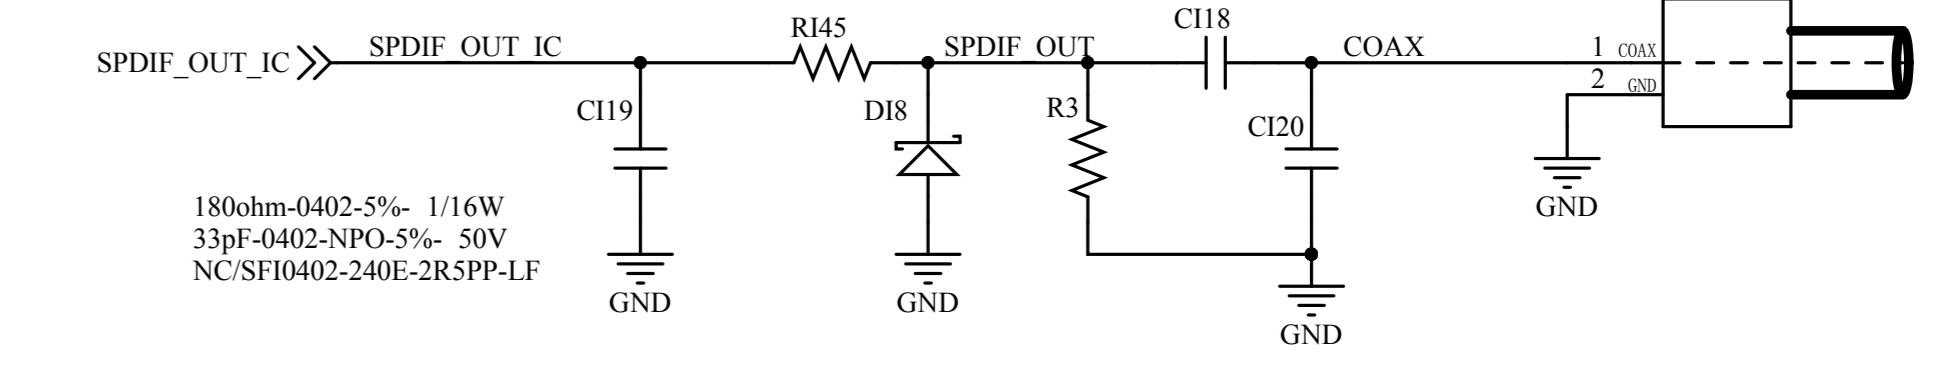 SPDIF_OUT_IC
SPDIF_OUT_IC
RI45
SPDIF_OUT
CI18
COAX
1 COAX
2 GND
CI19
DI8
R3
CI20
GND
180ohm-0402-5%- 1/16W
33pF-0402-NPO-5%- 50V
NC/SFI0402-240E-2R5PP-LF
GND
GND
GND